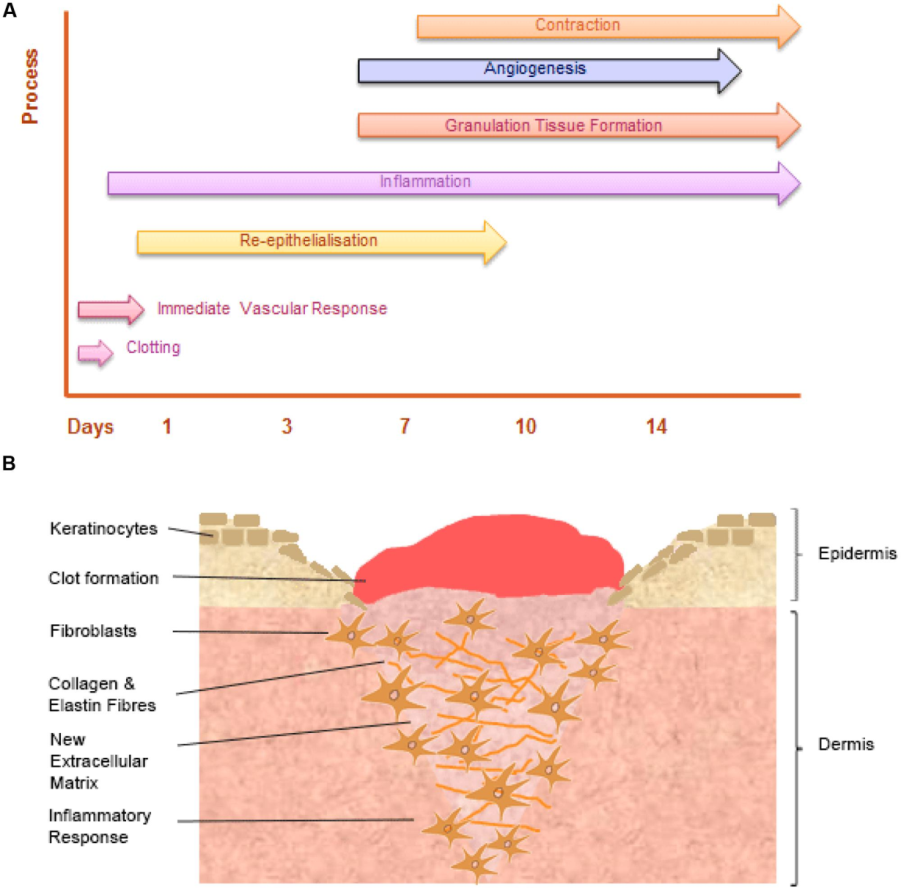 A
Process
Contraction
Angiogenesis
Granulation Tissue Formation
Inflammation
Re-epithelialisation
Immediate Vascular Response
Clotting
Days 1 3 7 10 14
B
Keratinocytes
Clot formation
Fibroblasts
Collagen &
Elastin Fibres
New
Extracellular
Matrix
Inflammatory
Response
Epidermis
Dermis